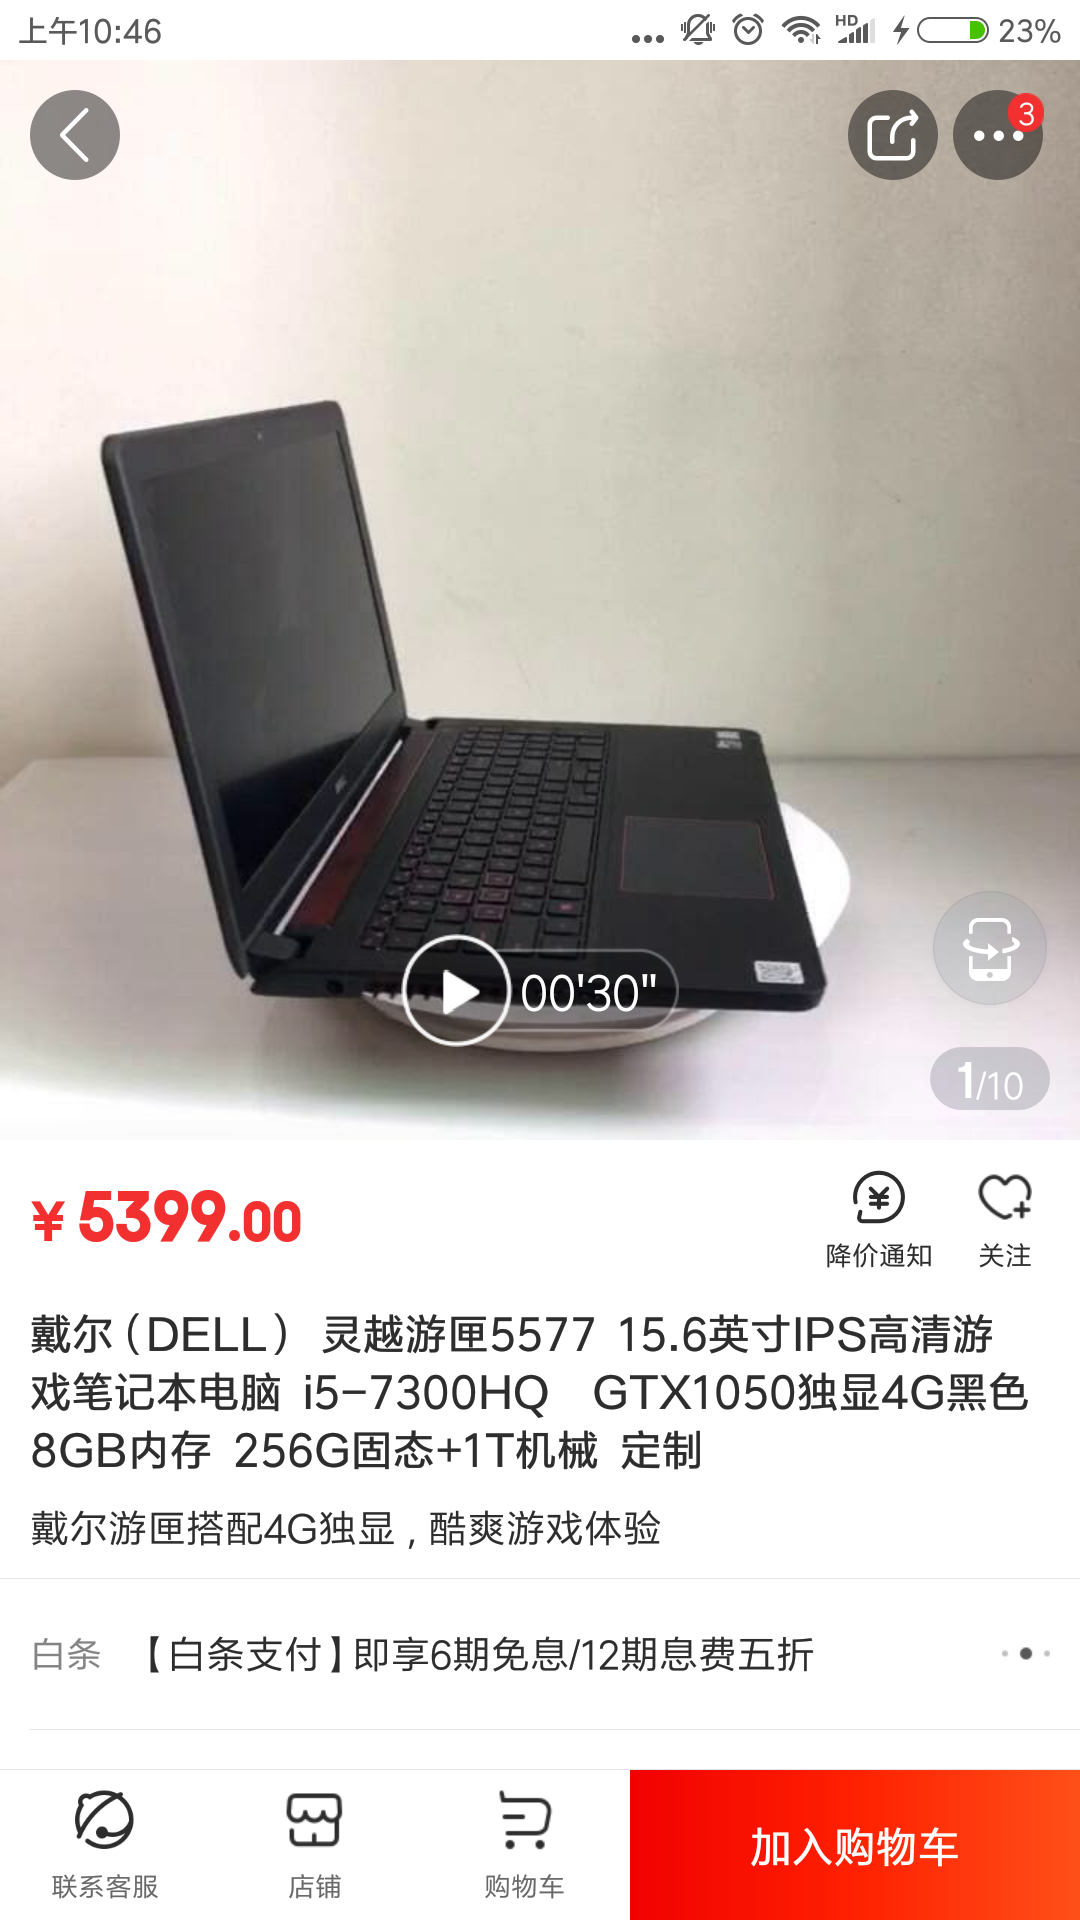 上午10:46
HD
23%
3
00'30"
1/10
¥5399.00
降价通知
关注
戴尔(DELL) 灵越游匣5577 15.6英寸IPS高清游
戏笔记本电脑 i5-7300HQ  GTX1050独显4G黑色
8GB内存 256G固态+1T机械 定制
戴尔游匣搭配4G独显,酷爽游戏体验
白条 【白条支付】即享6期免息/12期息费五折
联系客服
店铺
购物车
加入购物车